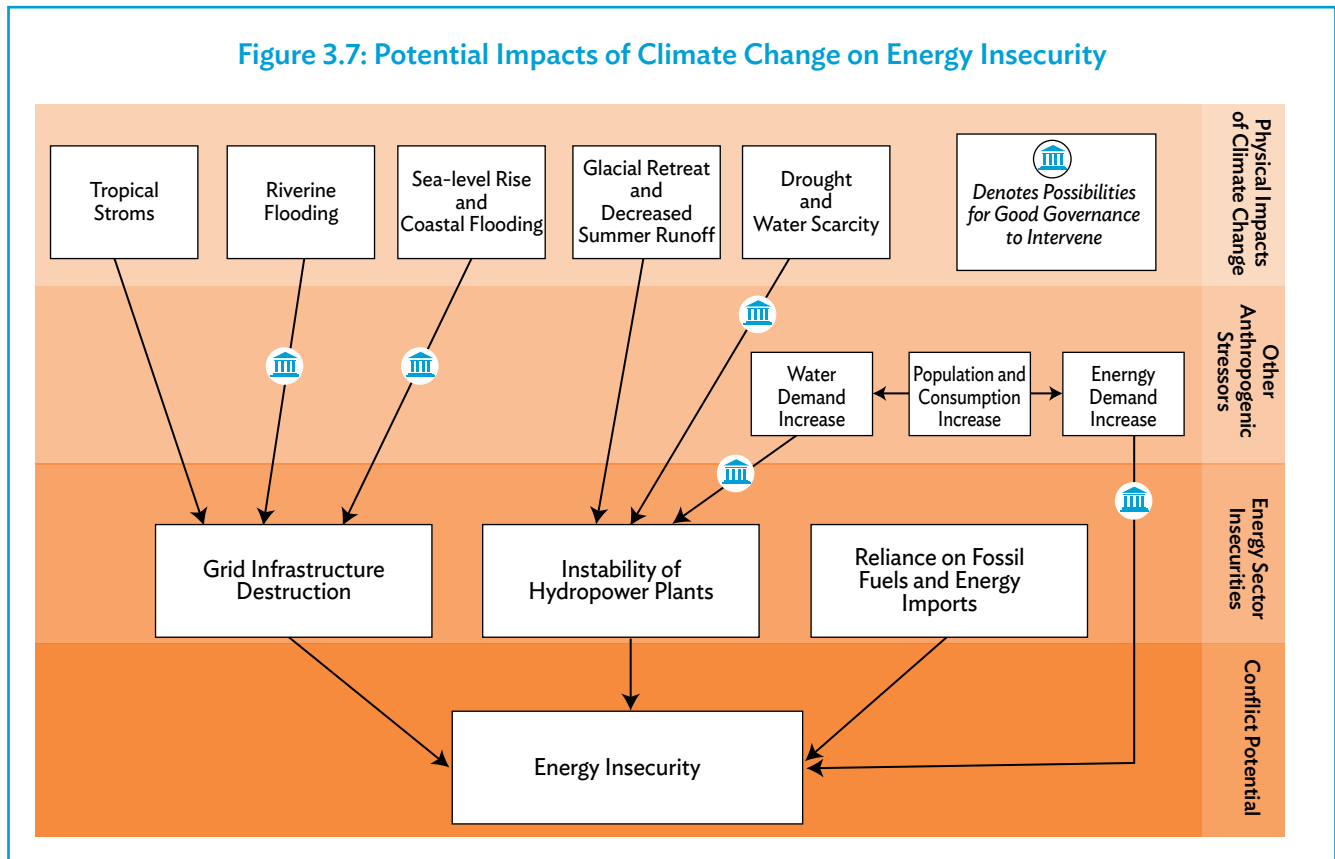 Figure 3.7: Potential Impacts of Climate Change on Energy Insecurity
Tropical
Stroms
Riverine
Flooding
Sea-level Rise
and
Coastal Flooding
Glacial Retreat
and
Decreased
Summer Runoff
Drought
and
Water Scarcity
Denotes Possibilities
for Good Governance
to Intervene
Physical Impacts
of Climate Change
Water
Demand
Increase
Population and
Consumption
Increase
Enerngy
Demand
Increase
Other
Anthropogenic
Stressors
Grid Infrastructure
Destruction
Instability of
Hydropower Plants
Reliance on Fossil
Fuels and Energy
Imports
Energy Sector
Insecurities
Energy Insecurity
Conflict Potential